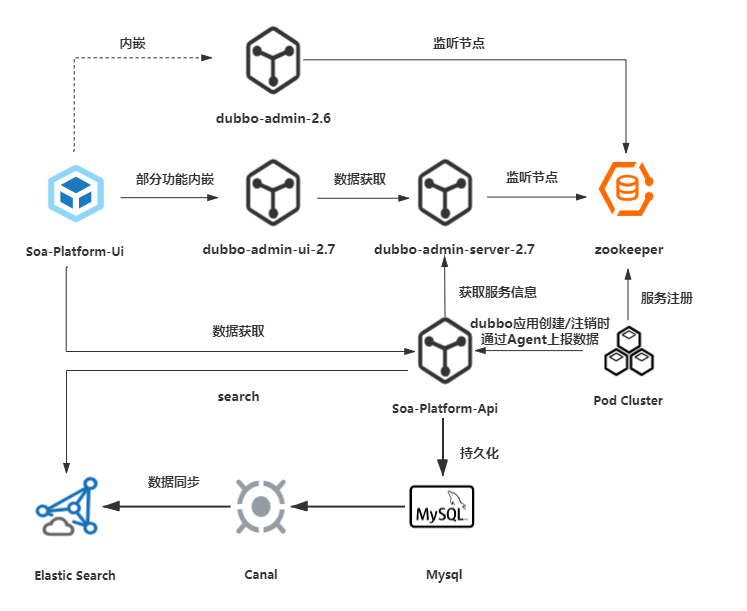 内嵌
监听节点
dubbo-admin-2.6
部分功能内嵌
数据获取
监听节点
Soa-Platform-Ui
dubbo-admin-ui-2.7
dubbo-admin-server-2.7
zookeeper
获取服务信息
服务注册
数据获取
dubbo应用创建/注销时
通过Agent上报数据
search
Soa-Platform-Api
Pod Cluster
持久化
数据同步
MySQL
Elastic Search
Canal
Mysql